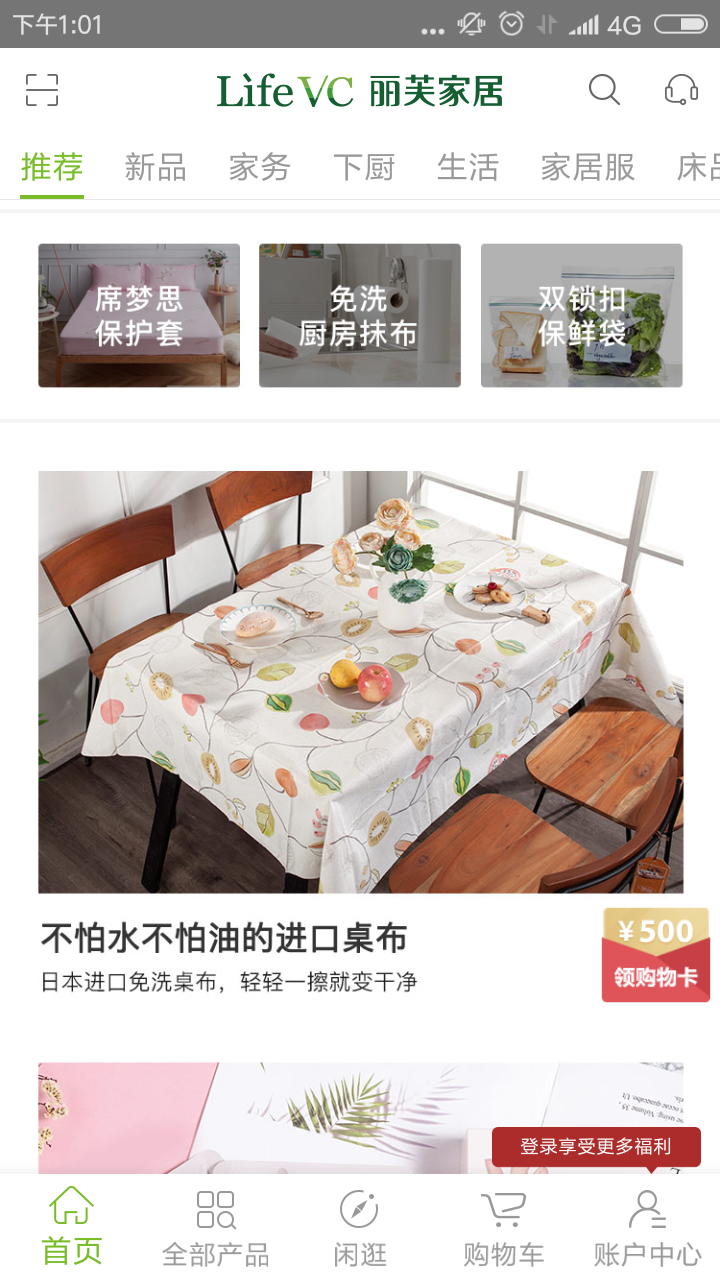 下午1:01
4G
LifeVC 丽芙家居
推荐 新品 家务 下厨 生活 家居服
席梦思
保护套
免洗
厨房抹布
双锁扣
保鲜袋
不怕水不怕油的进口桌布
日本进口免洗桌布，轻轻一擦就变干净
¥500
领购物卡
登录享受更多福利
首页 全部产品 闲逛 购物车 账户中心